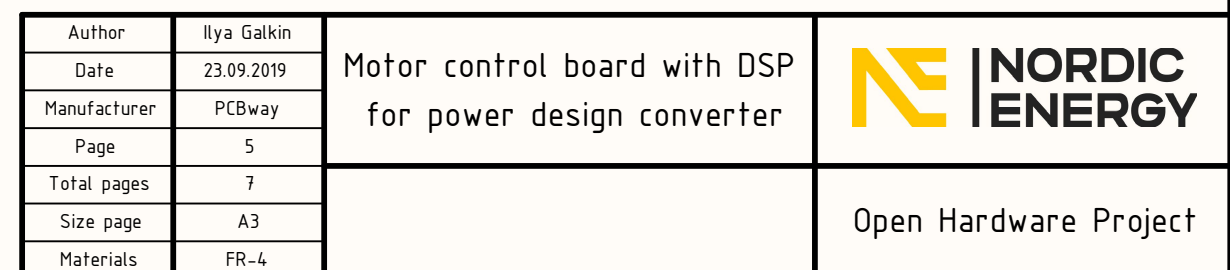 Author Ilya Galkin
Date 23.09.2019
Manufacturer PCBway
Page 5
Total pages 7
Size page A3
Materials FR-4
Motor control board with DSP
for power design converter
NE NORDIC
ENERGY
Open Hardware Project